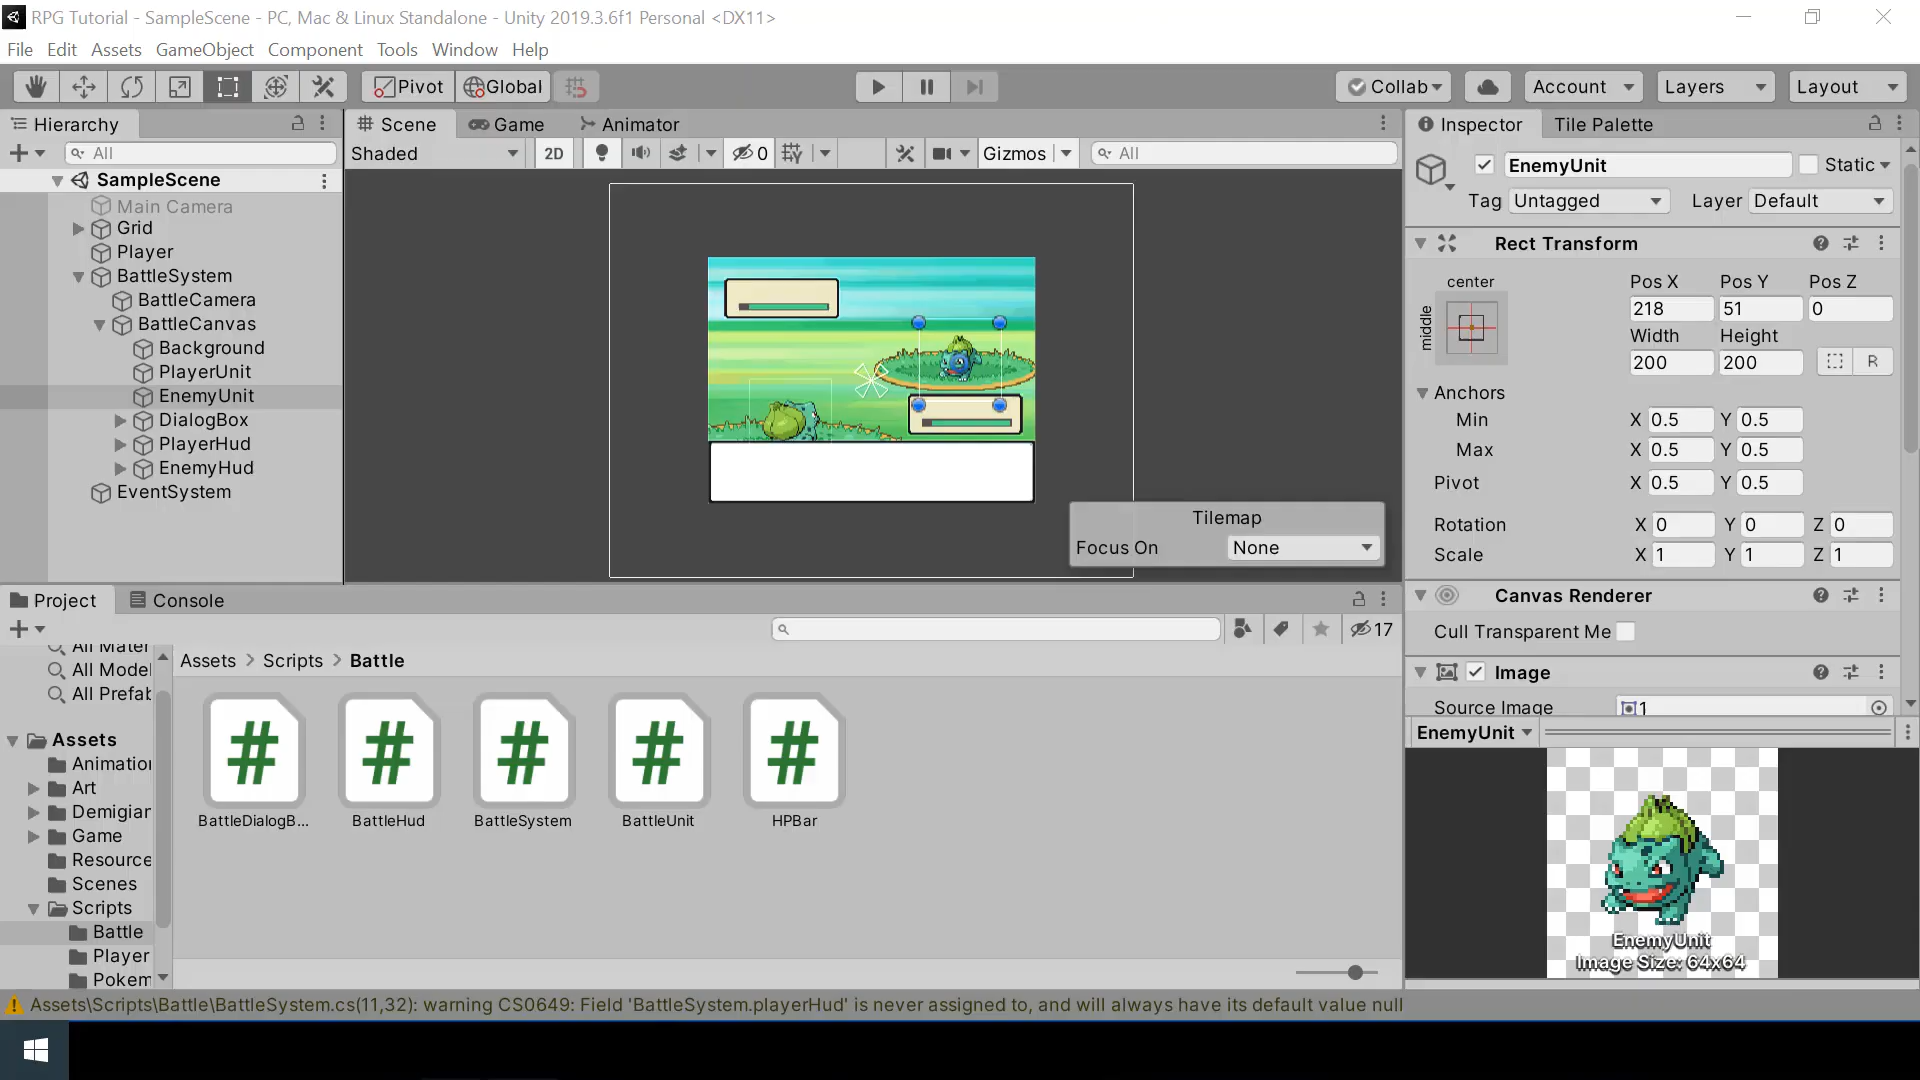 RPG Tutorial - SampleScene - PC, Mac & Linux Standalone - Unity 2019.3.6f1 Personal <DX11>
File Edit Assets GameObject Component Tools Window Help
Pivot Global Collab Account Layers Layout
Hierarchy
All
SampleScene
Main Camera
Grid
Player
BattleSystem
BattleCamera
BattleCanvas
Background
PlayerUnit
EnemyUnit
DialogBox
PlayerHud
EnemyHud
EventSystem
Scene Game Animator
Shaded 2D 0 Gizmos All
Tilemap
Focus On None
Inspector Tile Palette
EnemyUnit Static
Tag Untagged Layer Default
Rect Transform
center
middle
Pos X Pos Y Pos Z
218 51 0
Width Height
200 200 R
Anchors
Min X 0.5 Y 0.5
Max X 0.5 Y 0.5
Pivot X 0.5 Y 0.5
Rotation X 0 Y 0 Z 0
Scale X 1 Y 1 Z 1
Canvas Renderer
Cull Transparent Me
Image
Source Image 1
EnemyUnit
EnemyUnit
Image Size: 64x64
Project Console
17
All Mater
All Model
All Prefab
Assets
Animation
Art
Demigian
Game
Resource
Scenes
Scripts
Battle
Player
Pokem
Assets > Scripts > Battle
BattleDialogB...
BattleHud
BattleSystem
BattleUnit
HPBar
Assets\Scripts\Battle\BattleSystem.cs(11,32): warning CS0649: Field 'BattleSystem.playerHud' is never assigned to, and will always have its default value null